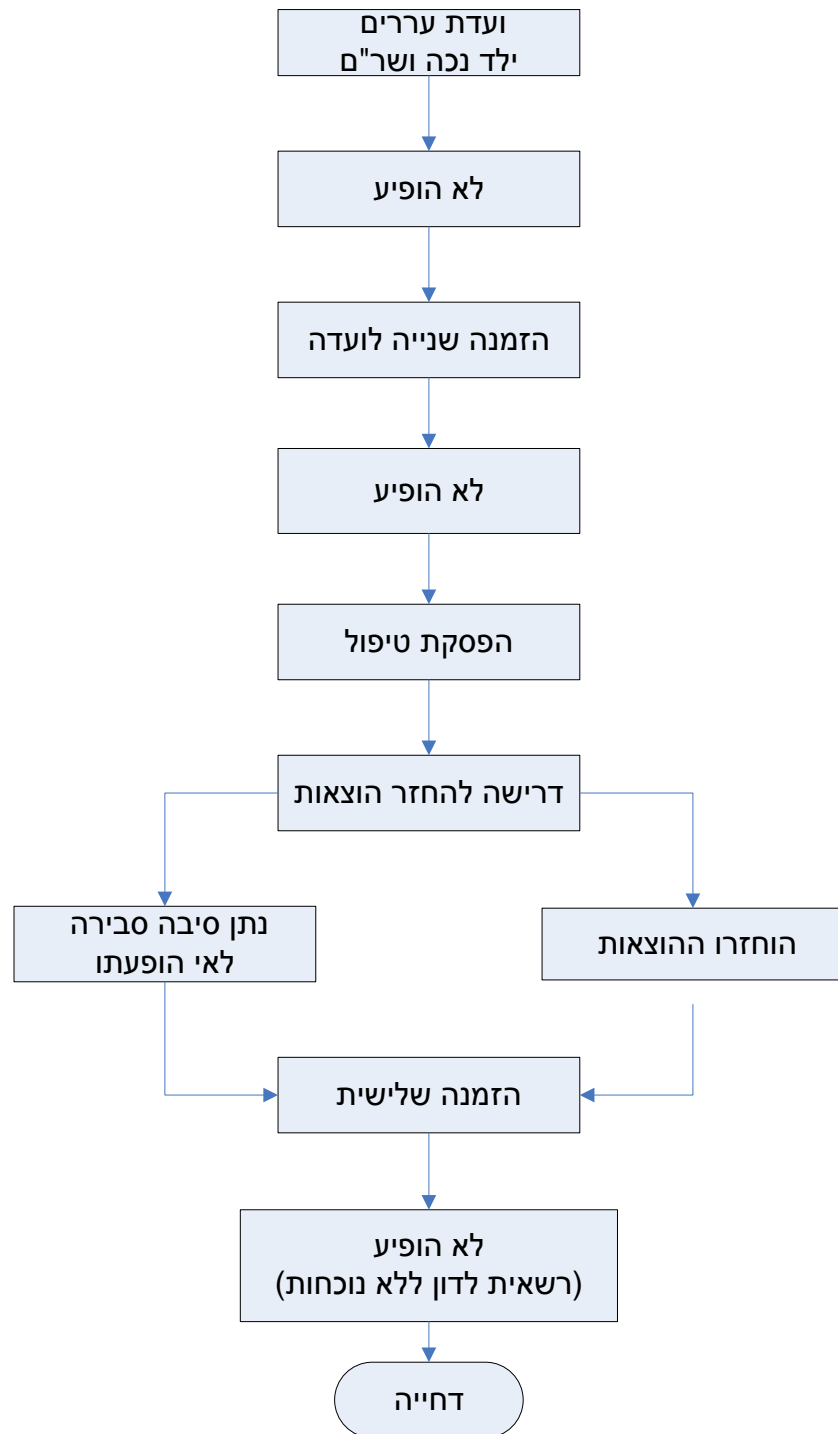 ועדת עררים
ילד נכה ושר"ם
לא הופיע
הזמנה שנייה לועדה
לא הופיע
הפסקת טיפול
דרישה להחזר הוצאות
נתן סיבה סבירה
לאי הופעתו
הוחזרו ההוצאות
הזמנה שלישית
לא הופיע
(רשאית לדון ללא נוכחות)
דחייה